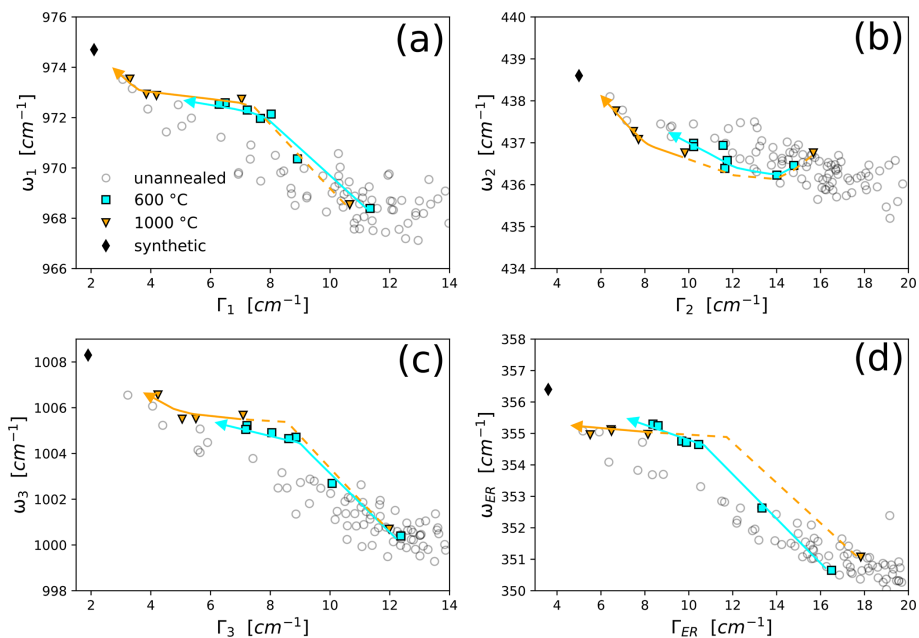 976
974
972
970
968
966
ω₁ [cm⁻¹]
(a)
unannealed
600 °C
1000 °C
synthetic
2 4 6 8 10 12 14
Γ₁ [cm⁻¹]
440
439
438
437
436
435
434
ω₂ [cm⁻¹]
(b)
4 6 8 10 12 14 16 18 20
Γ₂ [cm⁻¹]
1008
1006
1004
1002
1000
998
ω₃ [cm⁻¹]
(c)
2 4 6 8 10 12 14
Γ₃ [cm⁻¹]
358
357
356
355
354
353
352
351
350
ω_ER [cm⁻¹]
(d)
4 6 8 10 12 14 16 18 20
Γ_ER [cm⁻¹]